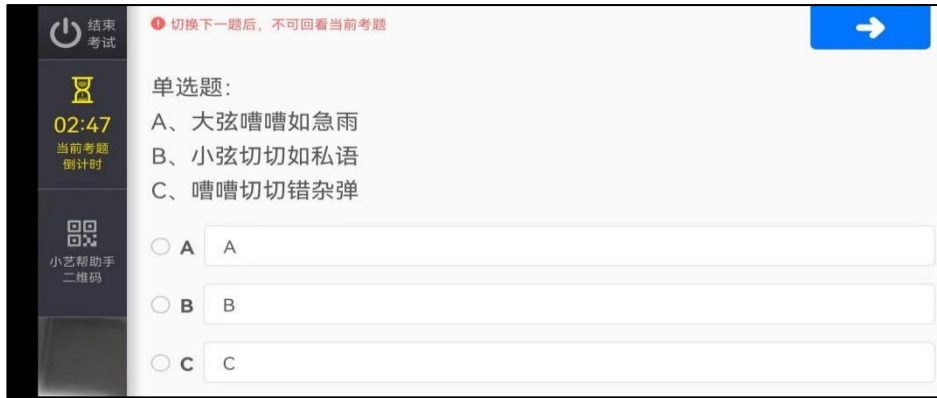 结束
考试
02:47
当前考题
倒计时
小艺帮助手
二维码
切换下一题后，不可回看当前考题
单选题：
A、大弦嘈嘈如急雨
B、小弦切切如私语
C、嘈嘈切切错杂弹
A A
B B
C C